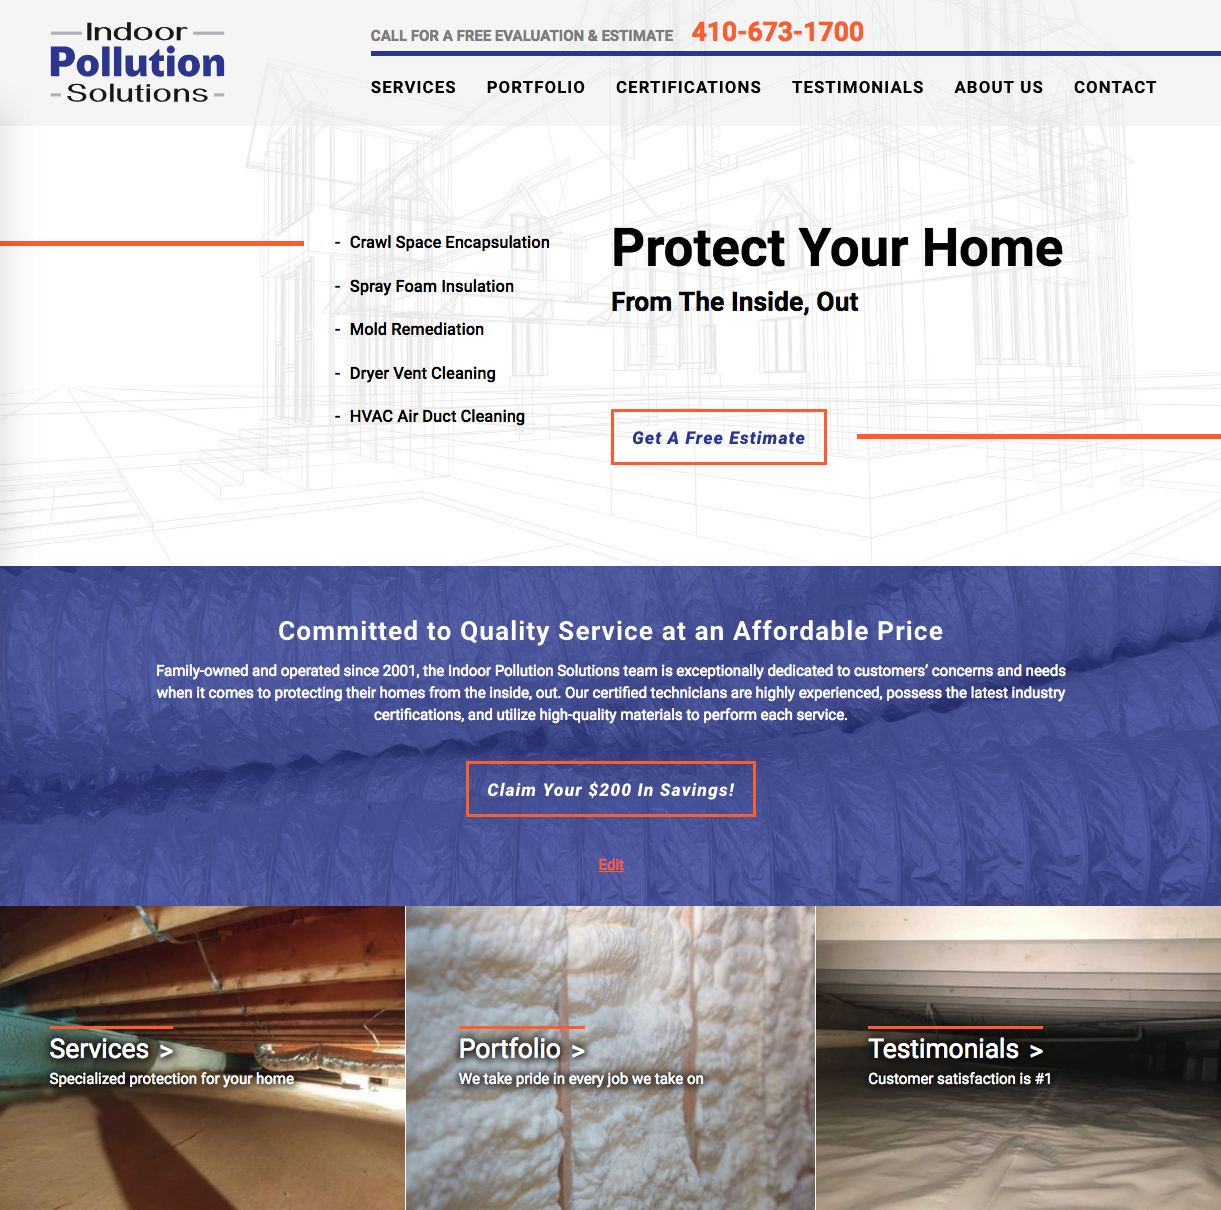 Indoor
Pollution
Solutions
CALL FOR A FREE EVALUATION & ESTIMATE 410-673-1700
SERVICES PORTFOLIO CERTIFICATIONS TESTIMONIALS ABOUT US CONTACT
- Crawl Space Encapsulation
- Spray Foam Insulation
- Mold Remediation
- Dryer Vent Cleaning
- HVAC Air Duct Cleaning
Protect Your Home
From The Inside, Out
Get A Free Estimate
Committed to Quality Service at an Affordable Price
Family-owned and operated since 2001, the Indoor Pollution Solutions team is exceptionally dedicated to customers’ concerns and needs
when it comes to protecting their homes from the inside, out. Our certified technicians are highly experienced, possess the latest industry
certifications, and utilize high-quality materials to perform each service.
Claim Your $200 In Savings!
Edit
Services >
Specialized protection for your home
Portfolio >
We take pride in every job we take on
Testimonials >
Customer satisfaction is #1